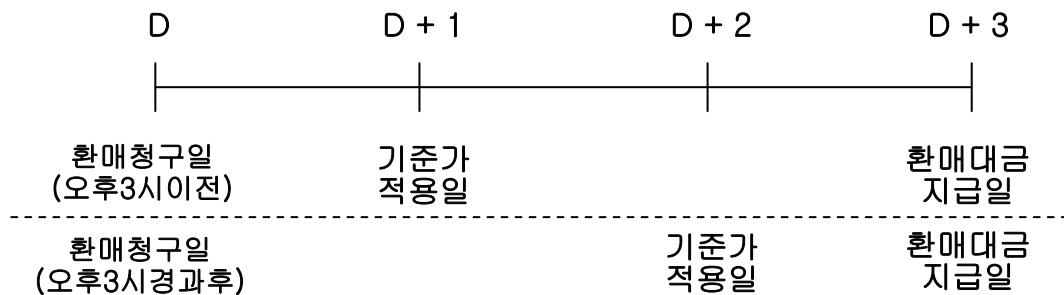 D D + 1 D + 2 D + 3
환매청구일 기준가 환매대금
(오후3시이전) 적용일 지급일
환매청구일 기준가 환매대금
(오후3시경과후) 적용일 지급일